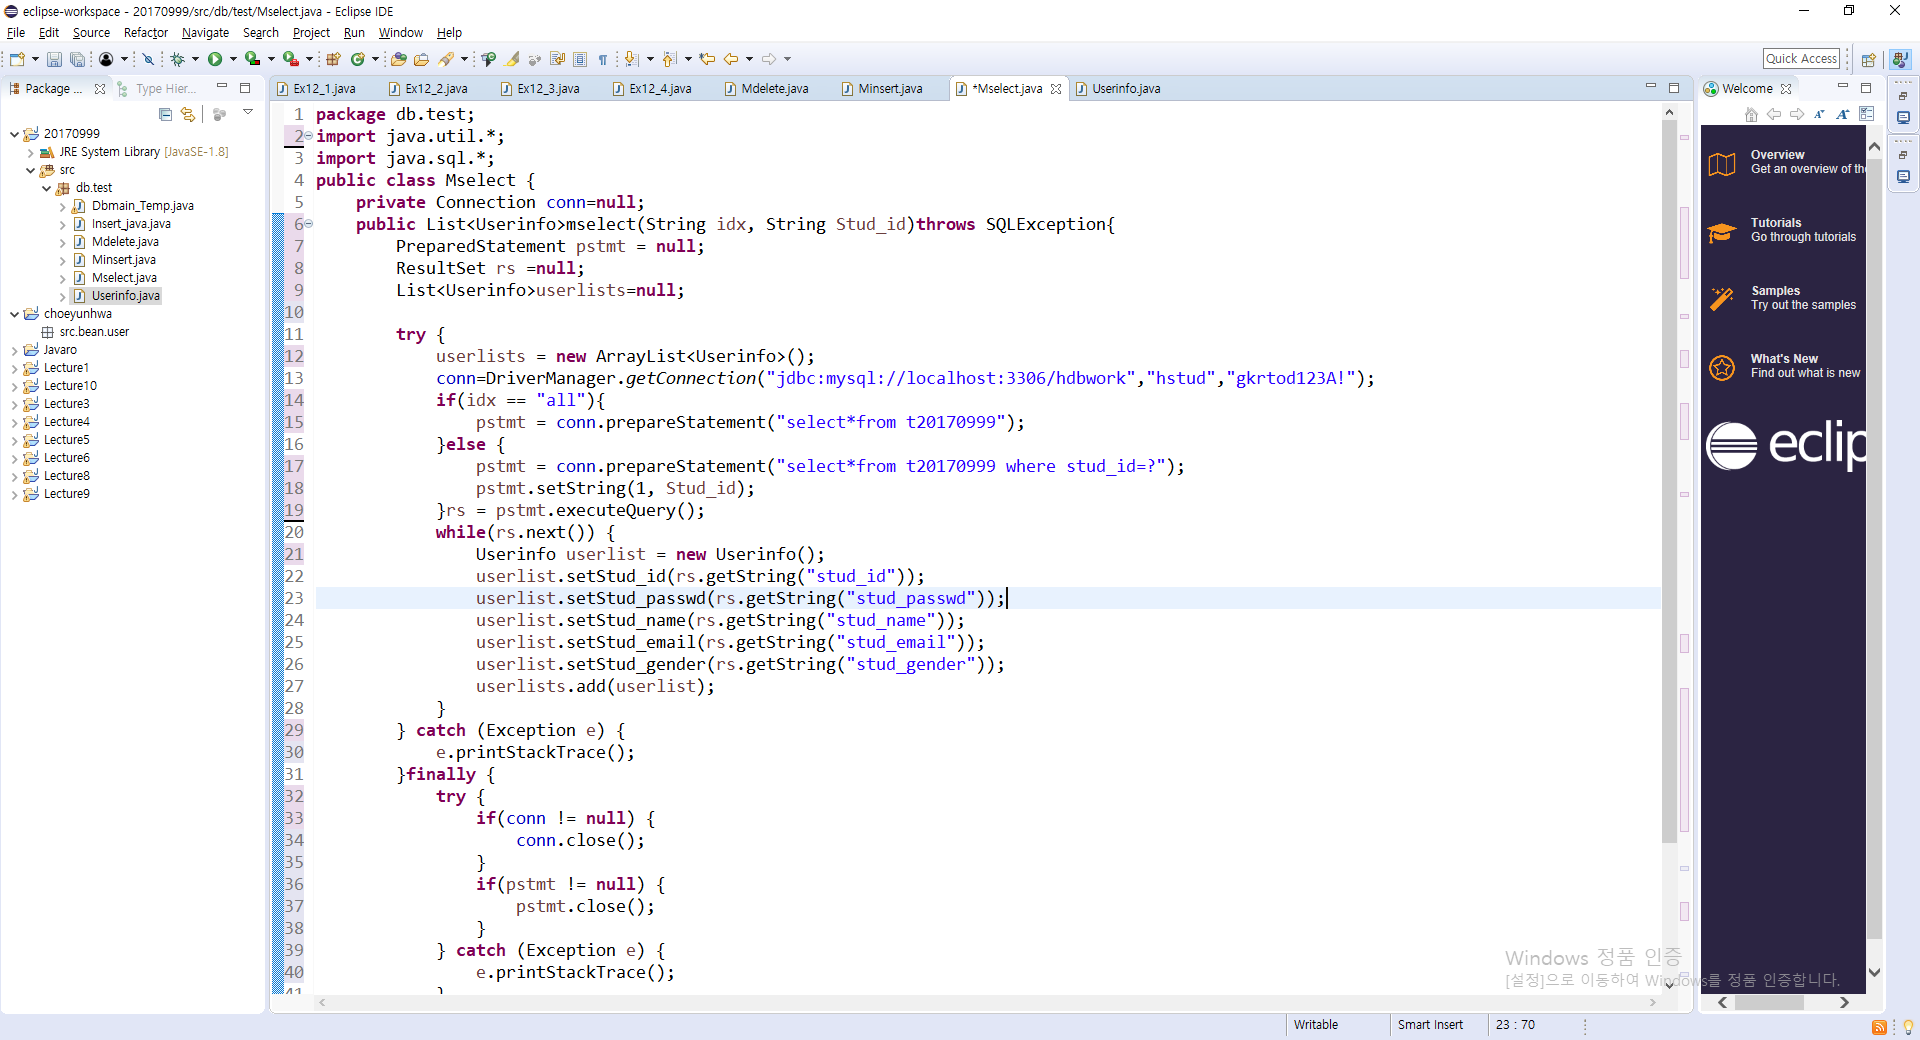 eclipse-workspace - 20170999/src/db/test/Mselect.java - Eclipse IDE
File Edit Source Refactor Navigate Search Project Run Window Help
Quick Access
Package ...
Type Hier...
20170999
JRE System Library [JavaSE-1.8]
src
db.test
Dbmain_Temp.java
Insert_java.java
Mdelete.java
Minsert.java
Mselect.java
Userinfo.java
choeyunhwa
src.bean.user
Javaro
Lecture1
Lecture10
Lecture3
Lecture4
Lecture5
Lecture6
Lecture8
Lecture9
Ex12_1.java Ex12_2.java Ex12_3.java Ex12_4.java Mdelete.java Minsert.java *Mselect.java Userinfo.java
1 package db.test;
2 import java.util.*;
3 import java.sql.*;
4 public class Mselect {
5 private Connection conn=null;
6 public List<Userinfo>mselect(String idx, String Stud_id)throws SQLException{
7 PreparedStatement pstmt = null;
8 ResultSet rs =null;
9 List<Userinfo>userlists=null;
10
11 try {
12 userlists = new ArrayList<Userinfo>();
13 conn=DriverManager.getConnection("jdbc:mysql://localhost:3306/hdbwork","hstud","gkrtod123A!");
14 if(idx == "all"){
15 pstmt = conn.prepareStatement("select*from t20170999");
16 }else {
17 pstmt = conn.prepareStatement("select*from t20170999 where stud_id=?");
18 pstmt.setString(1, Stud_id);
19 }rs = pstmt.executeQuery();
20 while(rs.next()) {
21 Userinfo userlist = new Userinfo();
22 userlist.setStud_id(rs.getString("stud_id"));
23 userlist.setStud_passwd(rs.getString("stud_passwd"));
24 userlist.setStud_name(rs.getString("stud_name"));
25 userlist.setStud_email(rs.getString("stud_email"));
26 userlist.setStud_gender(rs.getString("stud_gender"));
27 userlists.add(userlist);
28 }
29 } catch (Exception e) {
30 e.printStackTrace();
31 }finally {
32 try {
33 if(conn != null) {
34 conn.close();
35 }
36 if(pstmt != null) {
37 pstmt.close();
38 }
39 } catch (Exception e) {
40 e.printStackTrace();
41 }
Welcome
Overview
Get an overview of the
Tutorials
Go through tutorials
Samples
Try out the samples
What's New
Find out what is new
eclip
Windows 정품 인증
[설정]으로 이동하여 Windows를 정품 인증합니다.
Writable Smart Insert 23 : 70